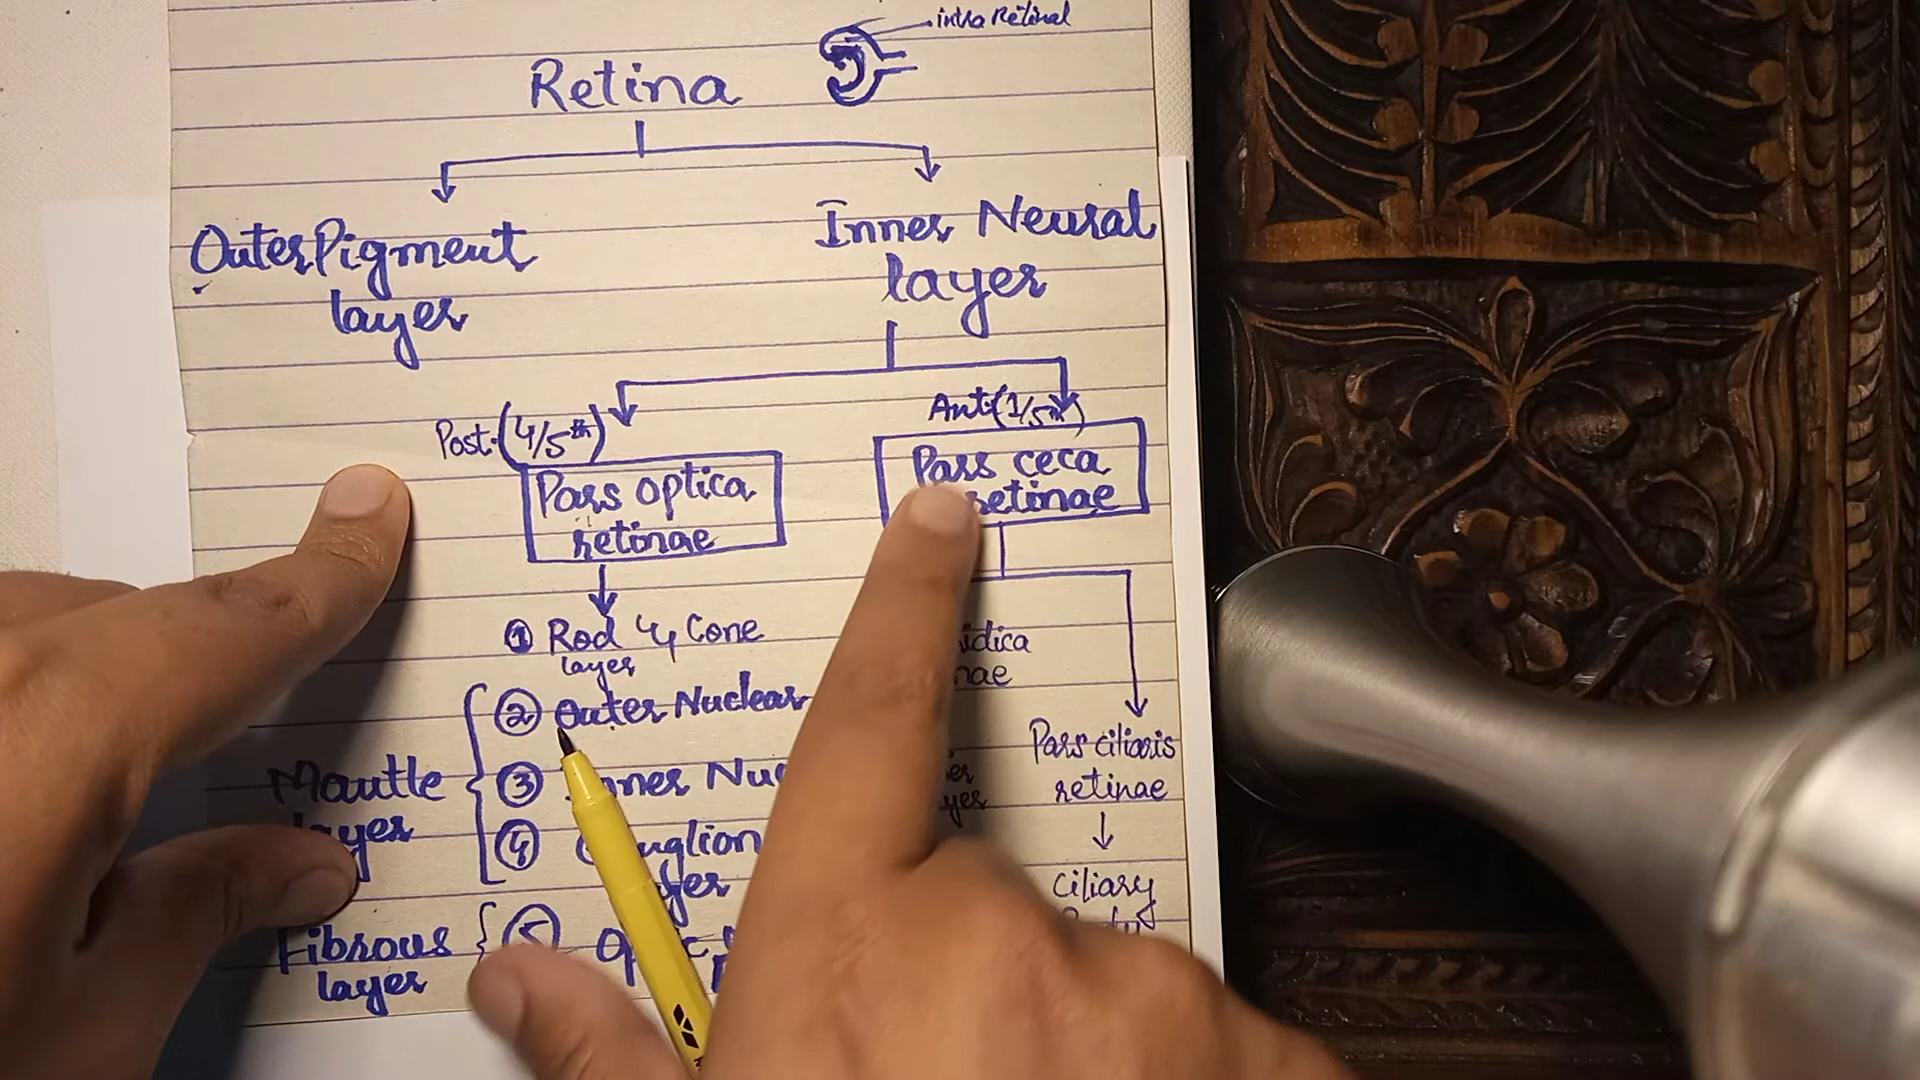 intra Retinal
Retina
Outer Pigment
layer
Inner Neural
layer
Post. (4/5th)
Ant. (1/5th)
Pars optica
retinae
Pars ceca
retinae
① Rod & Cone
layer
② Outer Nuclear
③ Inner
④
Mantle
layer
Pars ciliaris
retinae
ciliary
Fibrous
layer
⑤